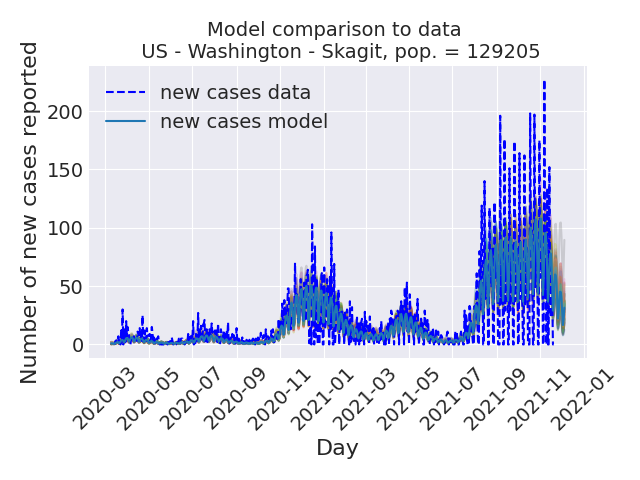 Model comparison to data
US - Washington - Skagit, pop. = 129205
Number of new cases reported
new cases data
new cases model
200
150
100
50
0
2020-03
2020-05
2020-07
2020-09
2020-11
2021-01
2021-03
2021-05
2021-07
2021-09
2021-11
2022-01
Day